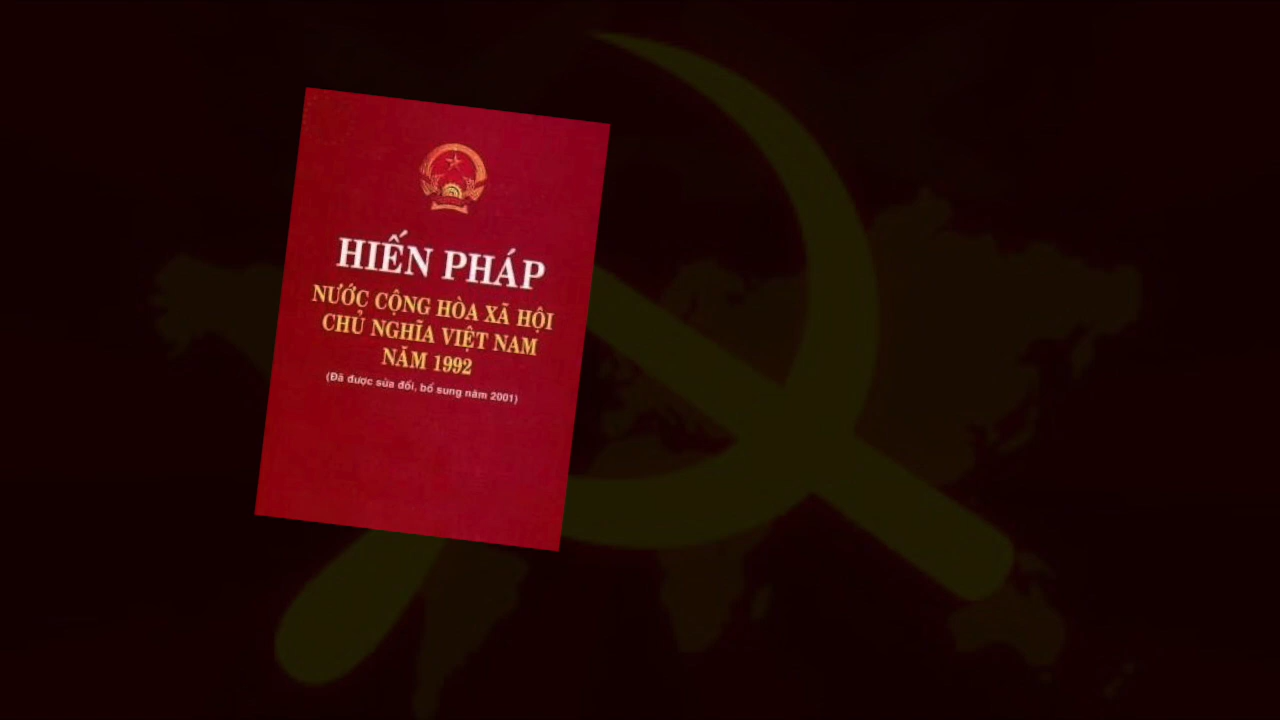 HIẾN PHÁP
NƯỚC CỘNG HÒA XÃ HỘI
CHỦ NGHĨA VIỆT NAM
NĂM 1992
(Đã được sửa đổi, bổ sung năm 2001)